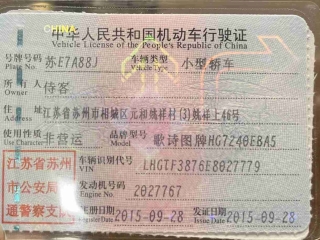 CHINA
中华人民共和国机动车行驶证
Vehicle License of the People's Republic of China
号牌号码 苏E7A88J 车辆类型 小型轿车
Plate No. Vehicle Type
所有人 侍客
Owner
住址 江苏省苏州市相城区元和姚祥村(3)姚祥上46号
Address
使用性质 非营运 品牌型号 歌诗图牌HG7240EBA5
Use Character Model
江苏省苏州 车辆识别代号 LHGTF3876E8027779
VIN
市公安局 发动机号码 2027767
Engine No.
通警察支 注册日期 2015-09-28 发证日期 2015-09-28
Register Date Issue Date